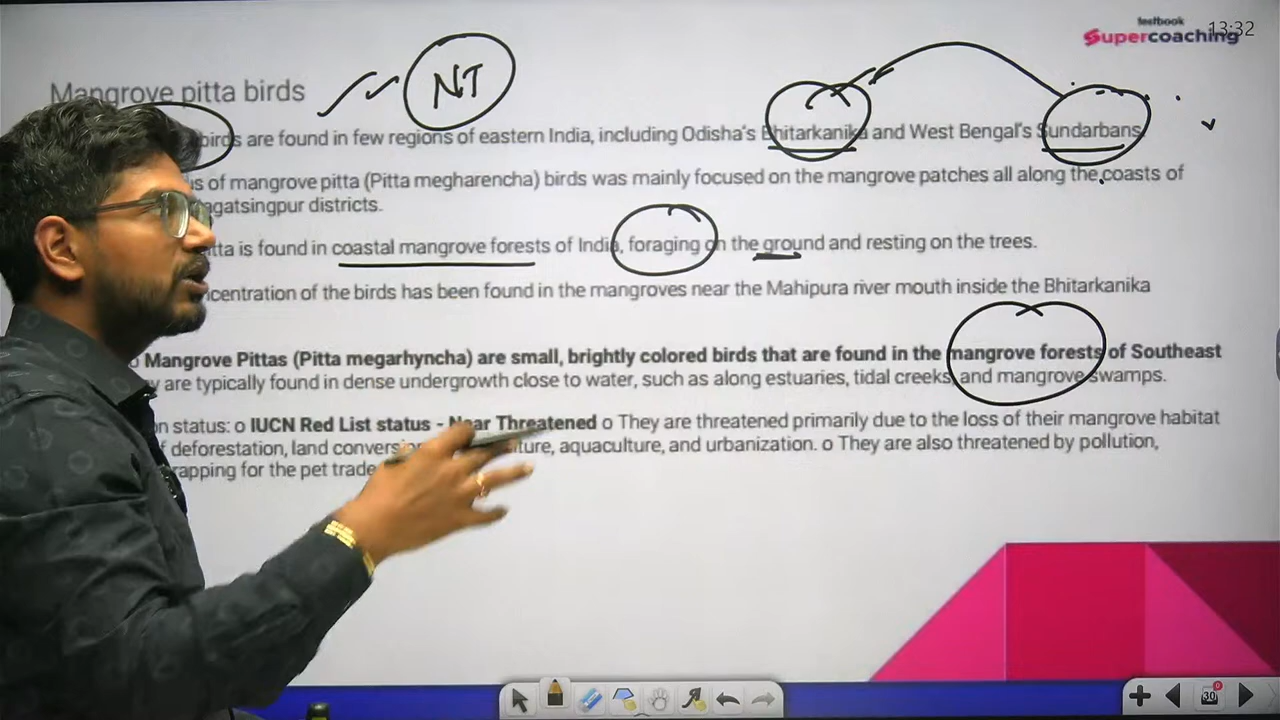 testbook
Supercoaching
13:32
Mangrove pitta birds
NT
birds are found in few regions of eastern India, including Odisha's Bhitarkanika and West Bengal's Sundarbans
of mangrove pitta (Pitta megharencha) birds was mainly focused on the mangrove patches all along the coasts of
districts.
is found in coastal mangrove forests of India, foraging on the ground and resting on the trees.
of the birds has been found in the mangroves near the Mahipura river mouth inside the Bhitarkanika
o Mangrove Pittas (Pitta megarhyncha) are small, brightly colored birds that are found in the mangrove forests of Southeast
are typically found in dense undergrowth close to water, such as along estuaries, tidal creeks, and mangrove swamps.
status: o IUCN Red List status - Near Threatened o They are threatened primarily due to the loss of their mangrove habitat
deforestation, land aquaculture, and urbanization. o They are also threatened by pollution,
for the pet trade
30